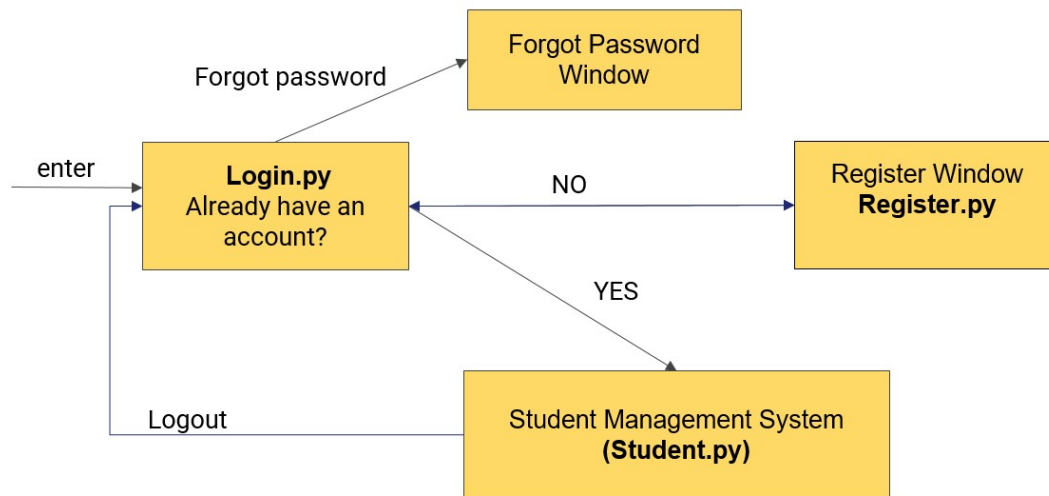 Forgot Password
Window
Forgot password
enter
Login.py
Already have an
account?
NO
Register Window
Register.py
YES
Logout
Student Management System
(Student.py)